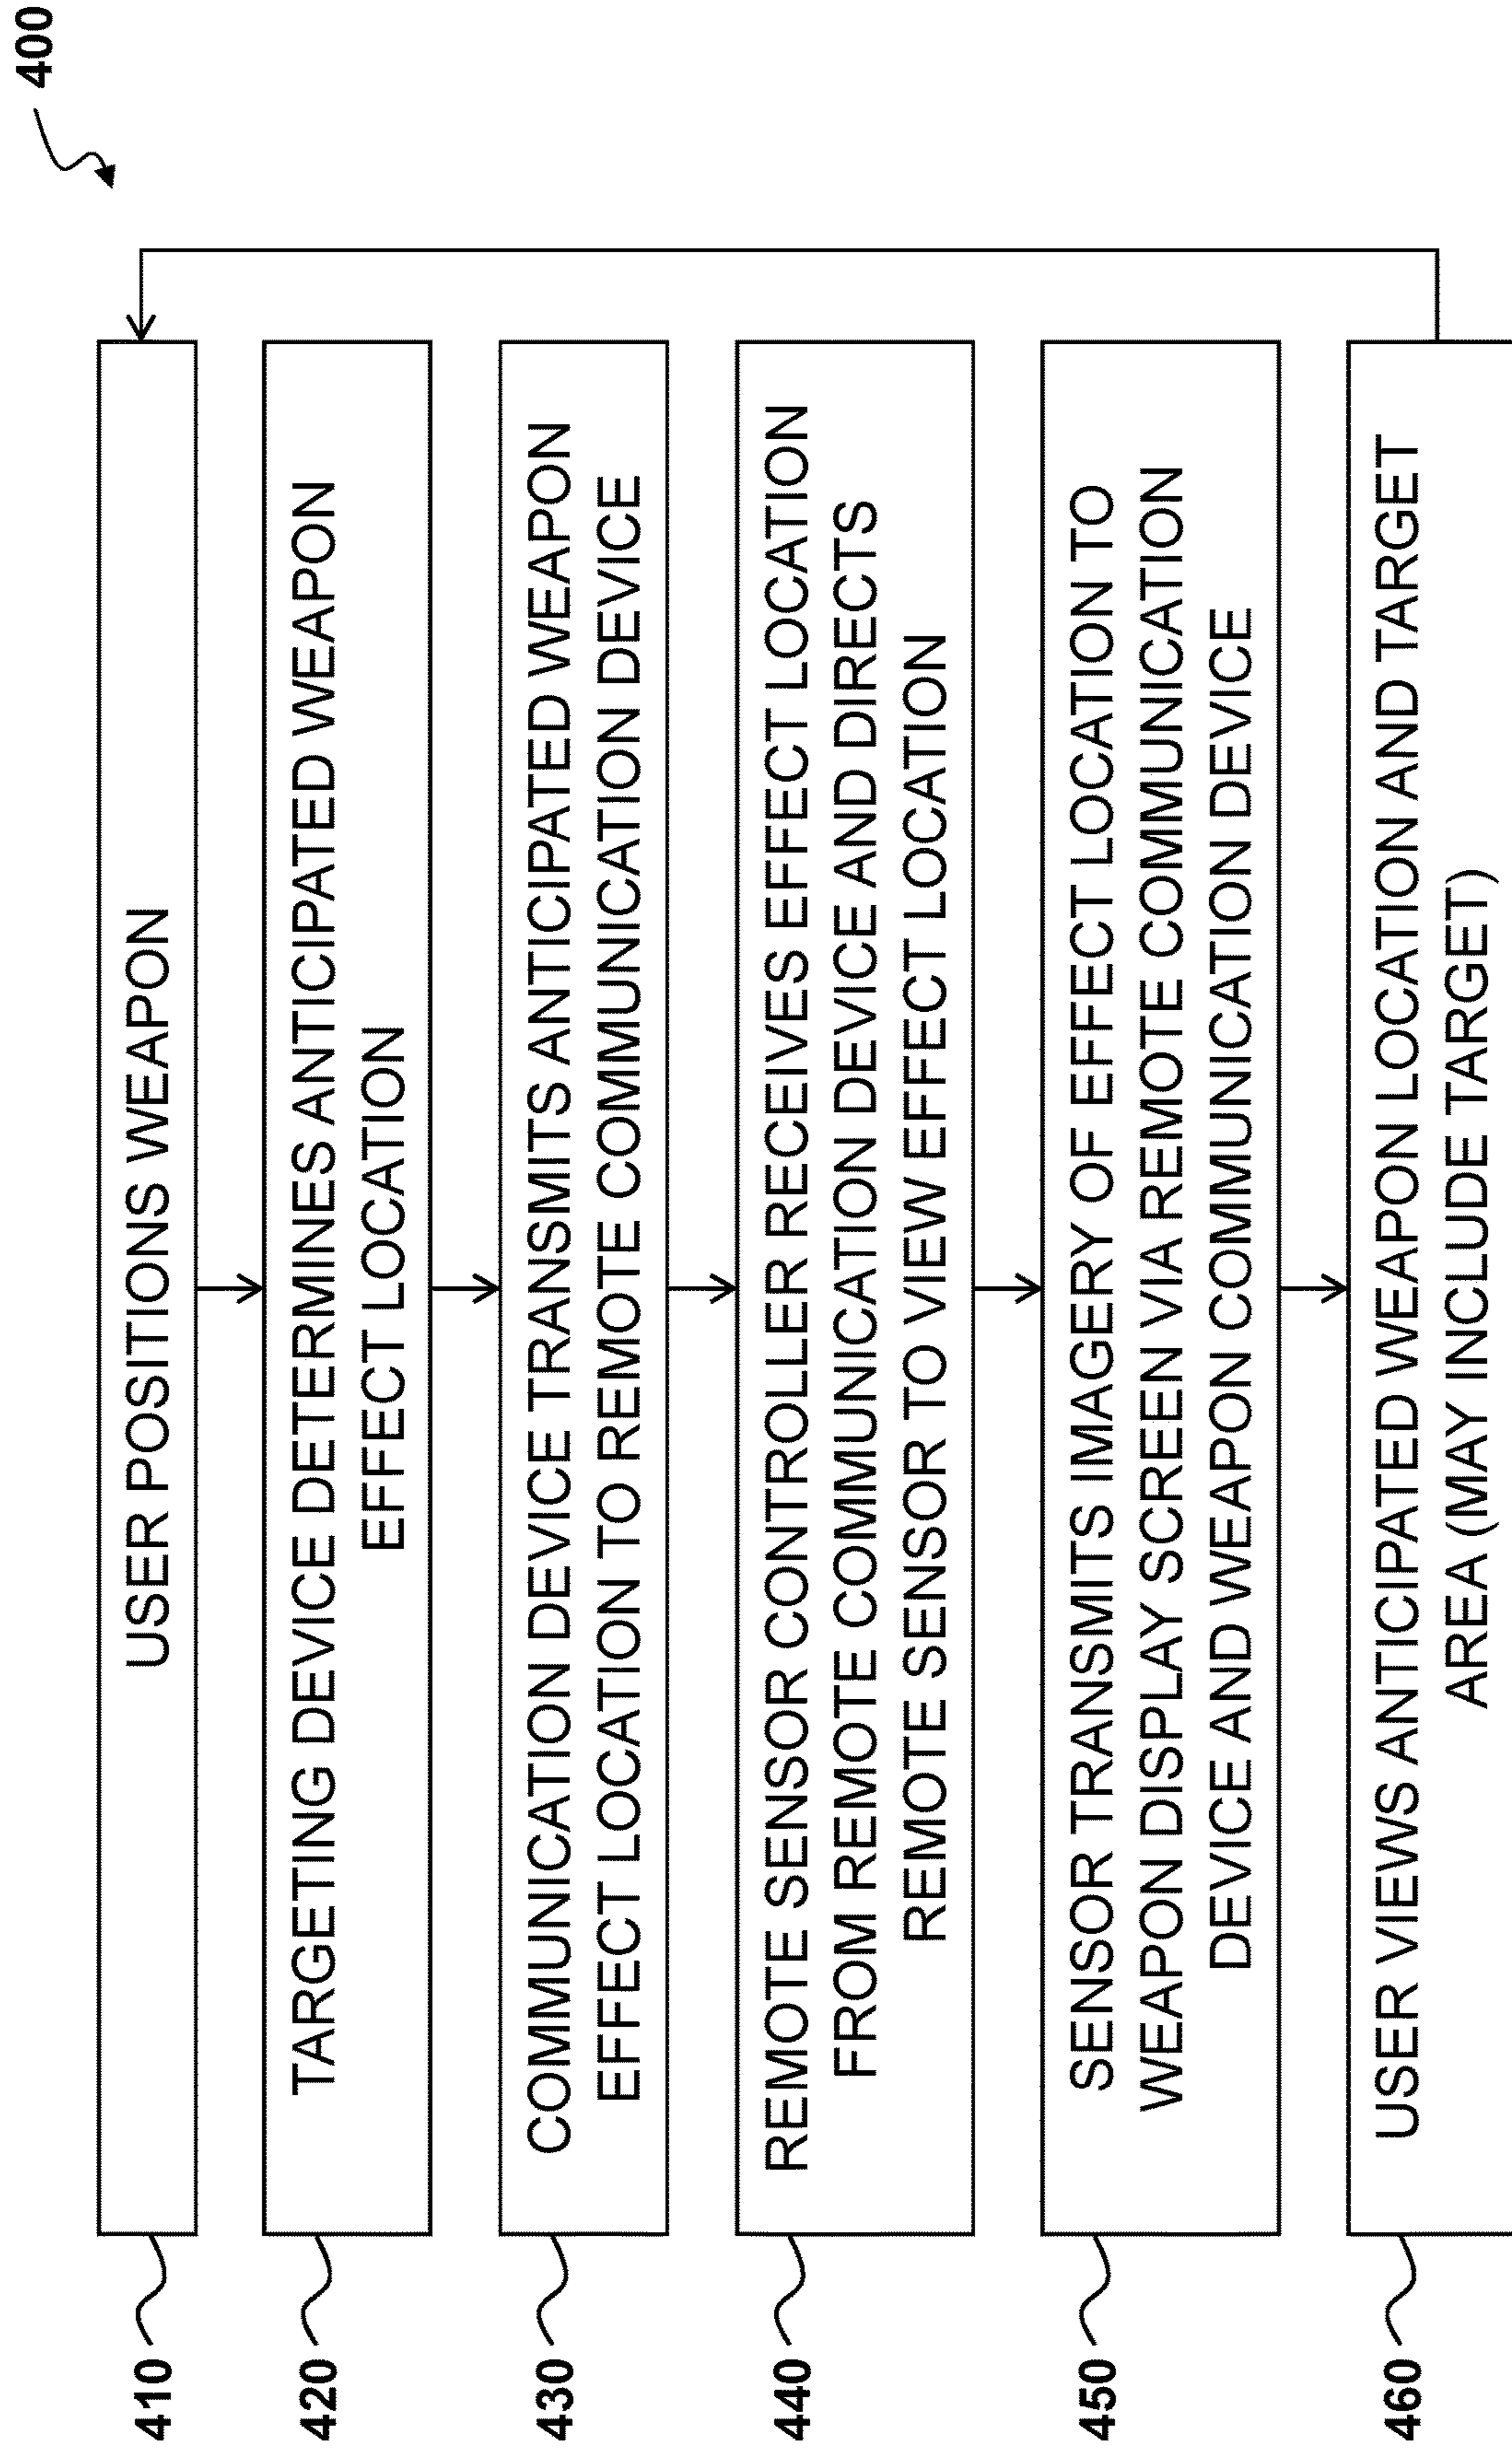 400
410
USER POSITIONS WEAPON
420
TARGETING DEVICE DETERMINES ANTICIPATED WEAPON
EFFECT LOCATION
430
COMMUNICATION DEVICE TRANSMITS ANTICIPATED WEAPON
EFFECT LOCATION TO REMOTE COMMUNICATION DEVICE
440
REMOTE SENSOR CONTROLLER RECEIVES EFFECT LOCATION
FROM REMOTE COMMUNICATION DEVICE AND DIRECTS
REMOTE SENSOR TO VIEW EFFECT LOCATION
450
SENSOR TRANSMITS IMAGERY OF EFFECT LOCATION TO
WEAPON DISPLAY SCREEN VIA REMOTE COMMUNICATION
DEVICE AND WEAPON COMMUNICATION DEVICE
460
USER VIEWS ANTICIPATED WEAPON LOCATION AND TARGET
AREA (MAY INCLUDE TARGET)